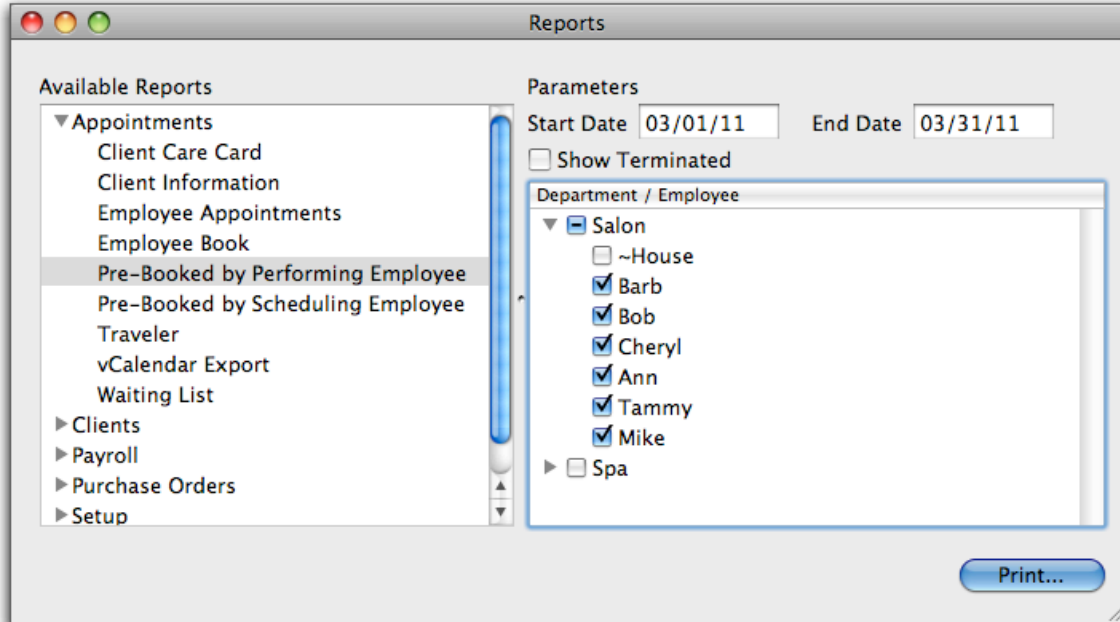 Reports
Available Reports
Appointments
Client Care Card
Client Information
Employee Appointments
Employee Book
Pre-Booked by Performing Employee
Pre-Booked by Scheduling Employee
Traveler
vCalendar Export
Waiting List
Clients
Payroll
Purchase Orders
Setup
Parameters
Start Date 03/01/11 End Date 03/31/11
Show Terminated
Department / Employee
Salon
~House
Barb
Bob
Cheryl
Ann
Tammy
Mike
Spa
Print...